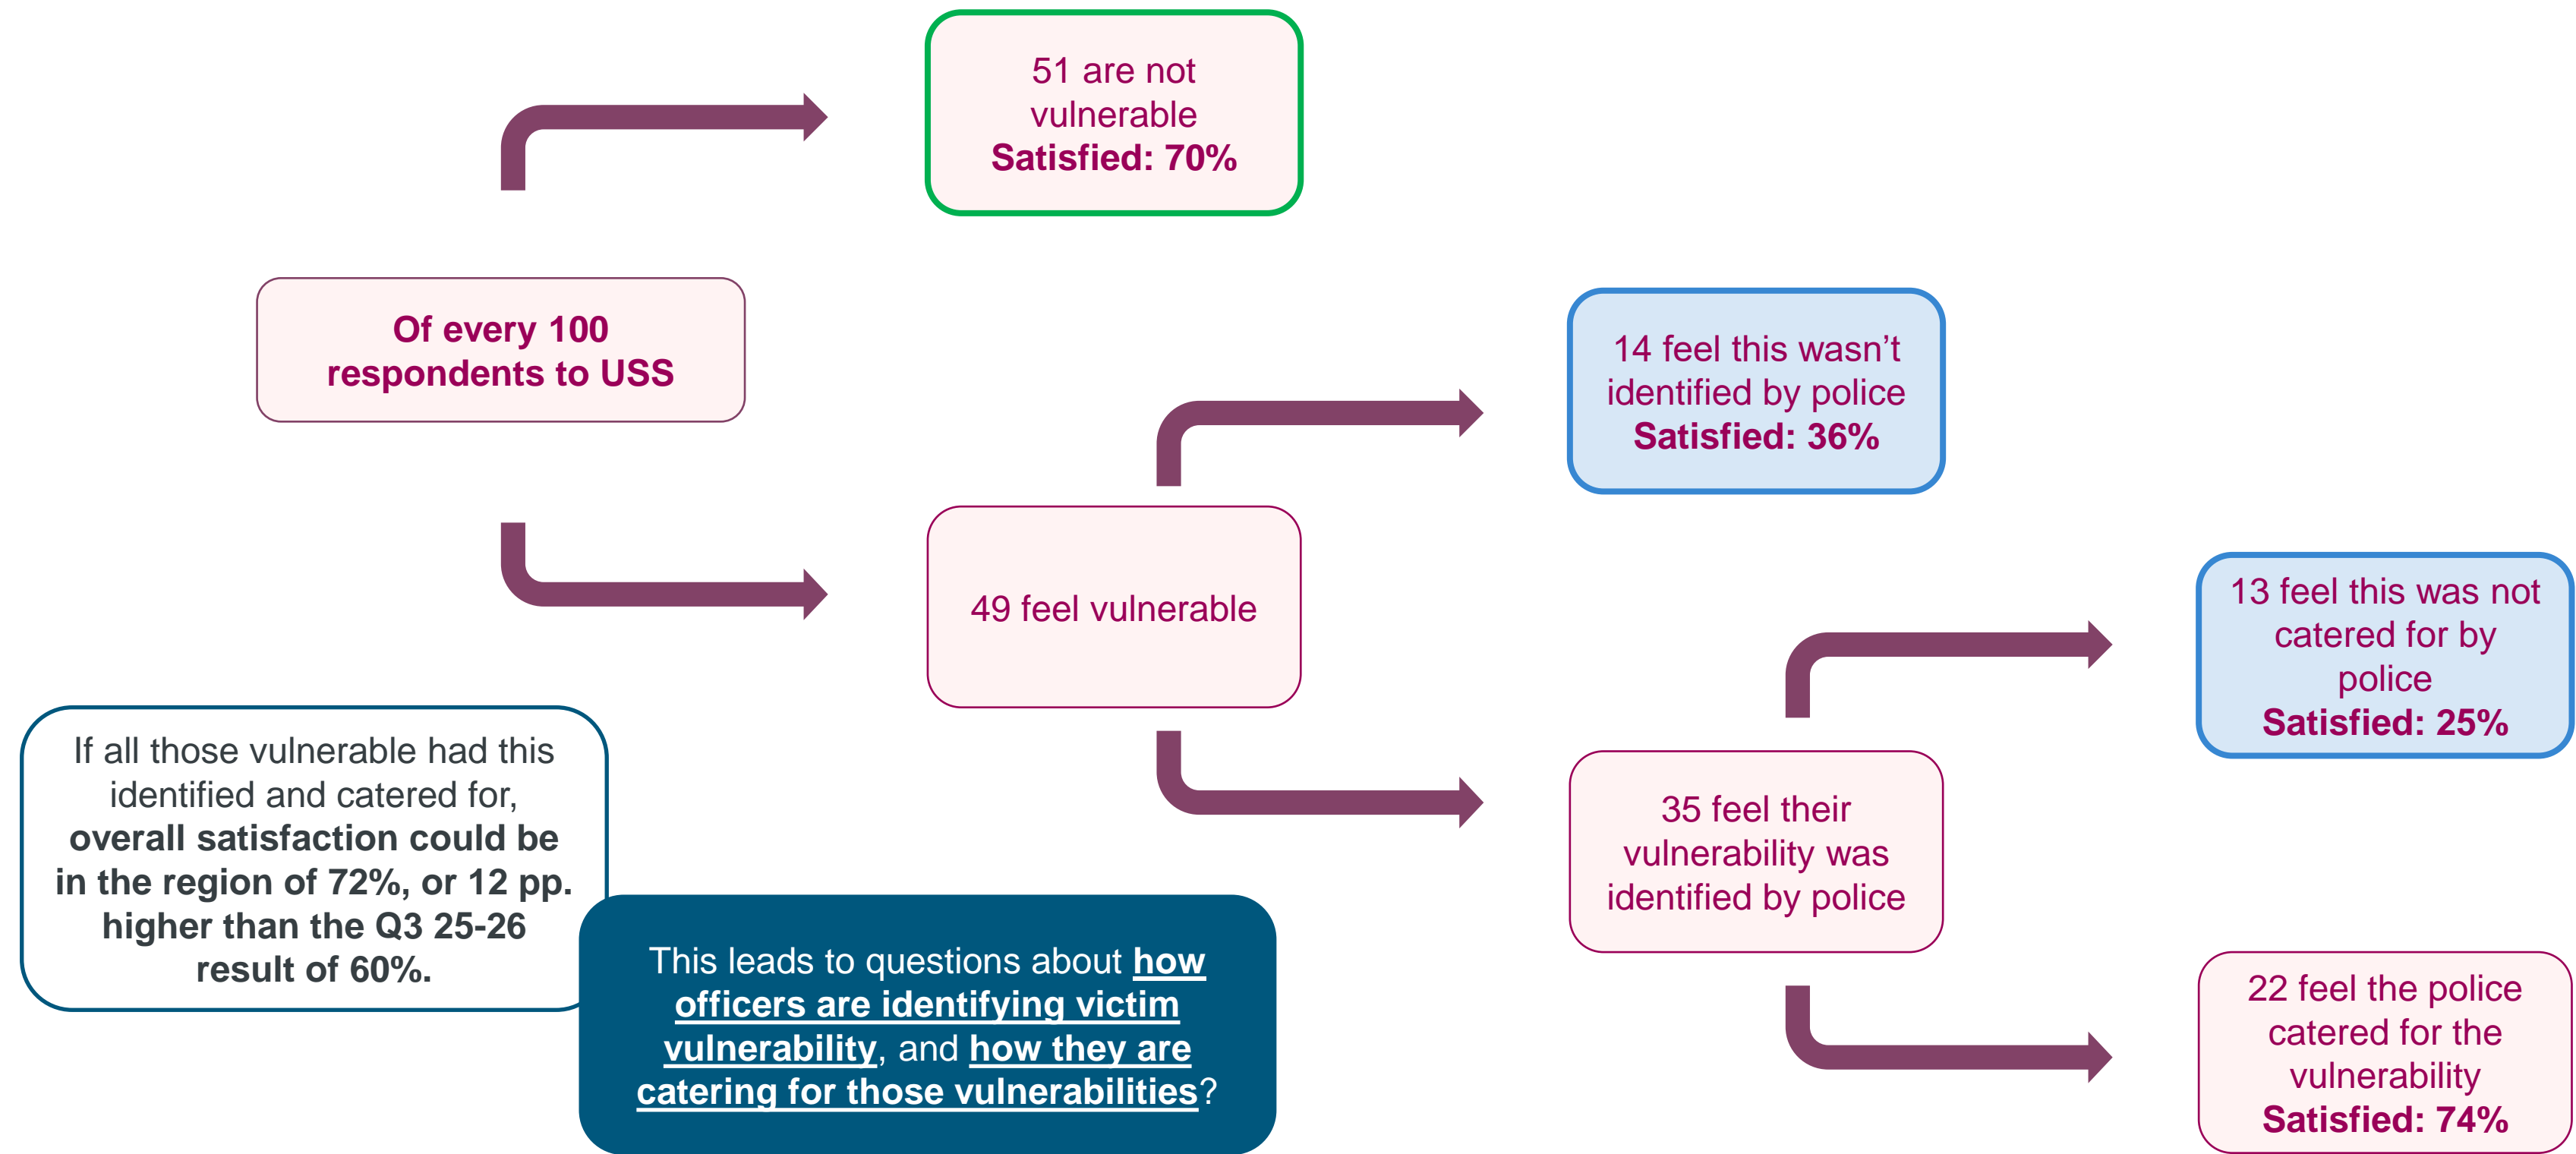 51 are not
vulnerable
Satisfied: 70%
Of every 100
respondents to USS
14 feel this wasn’t
identified by police
Satisfied: 36%
49 feel vulnerable
13 feel this was not
catered for by
police
Satisfied: 25%
35 feel their
vulnerability was
identified by police
22 feel the police
catered for the
vulnerability
Satisfied: 74%
If all those vulnerable had this
identified and catered for,
overall satisfaction could be
in the region of 72%, or 12 pp.
higher than the Q3 25-26
result of 60%.
This leads to questions about how
officers are identifying victim
vulnerability, and how they are
catering for those vulnerabilities?